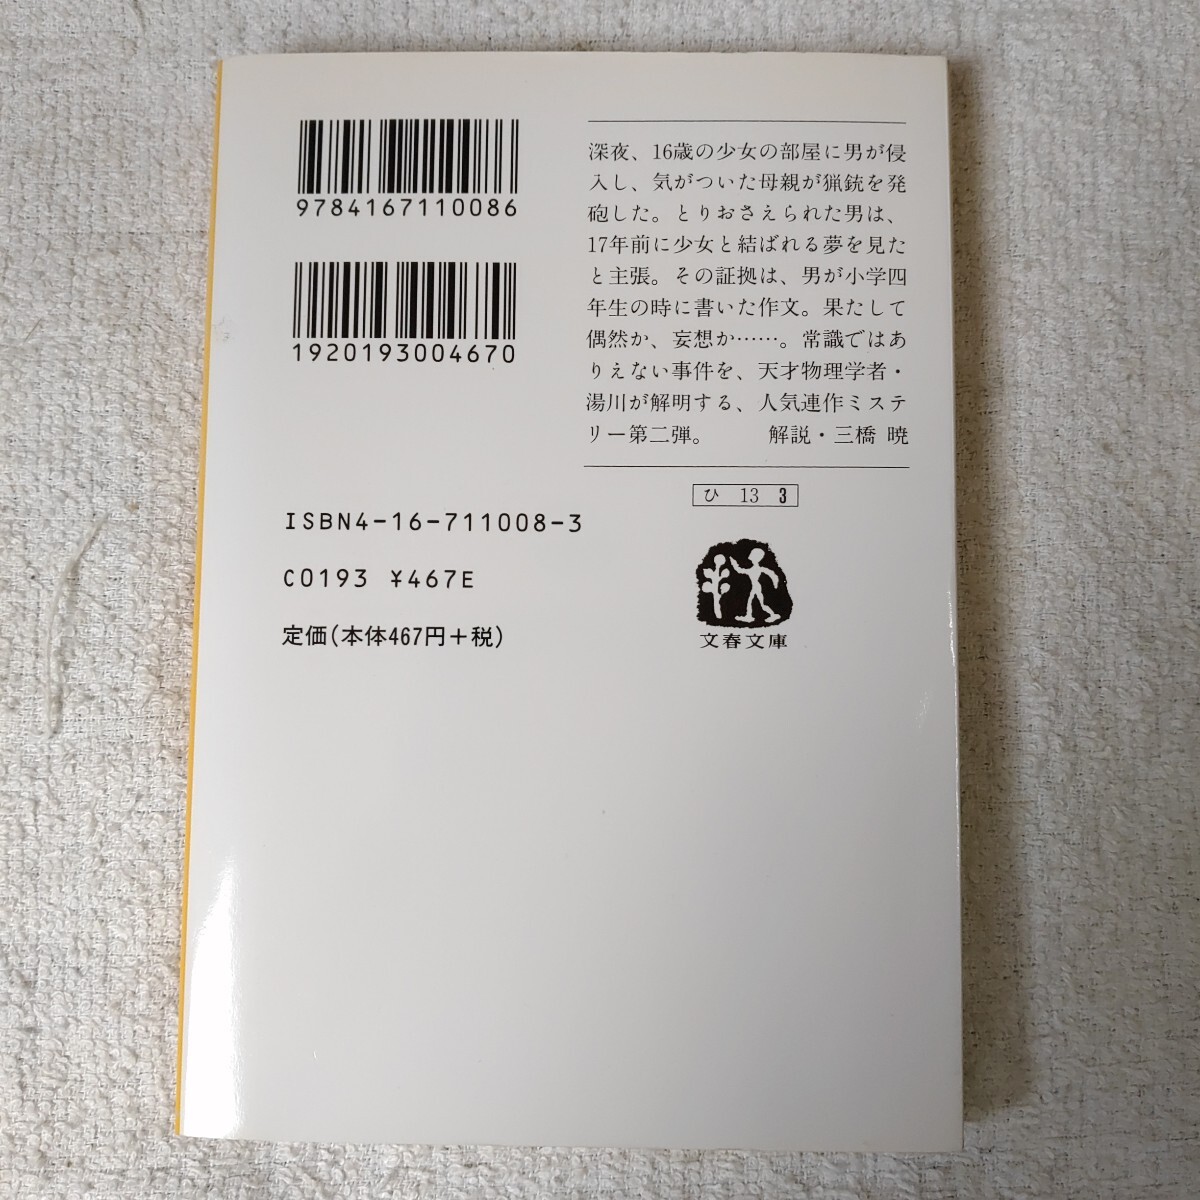 9784167110086
1920193004670
ISBN4-16-711008-3
C0193 ¥467E
定価(本体467円+税)
深夜、16歳の少女の部屋に男が侵
入し、気がついた母親が猟銃を発
砲した。とりおさえられた男は、
17年前に少女と結ばれる夢を見た
と主張。その証拠は、男が小学四
年生の時に書いた作文。果たして
偶然か、妄想か……。常識ではあ
りえない事件を、天才物理学者・
湯川が解明する、人気連作ミステ
リー第二弾。 解説・三橋 暁
ひ 13 3
文春文庫